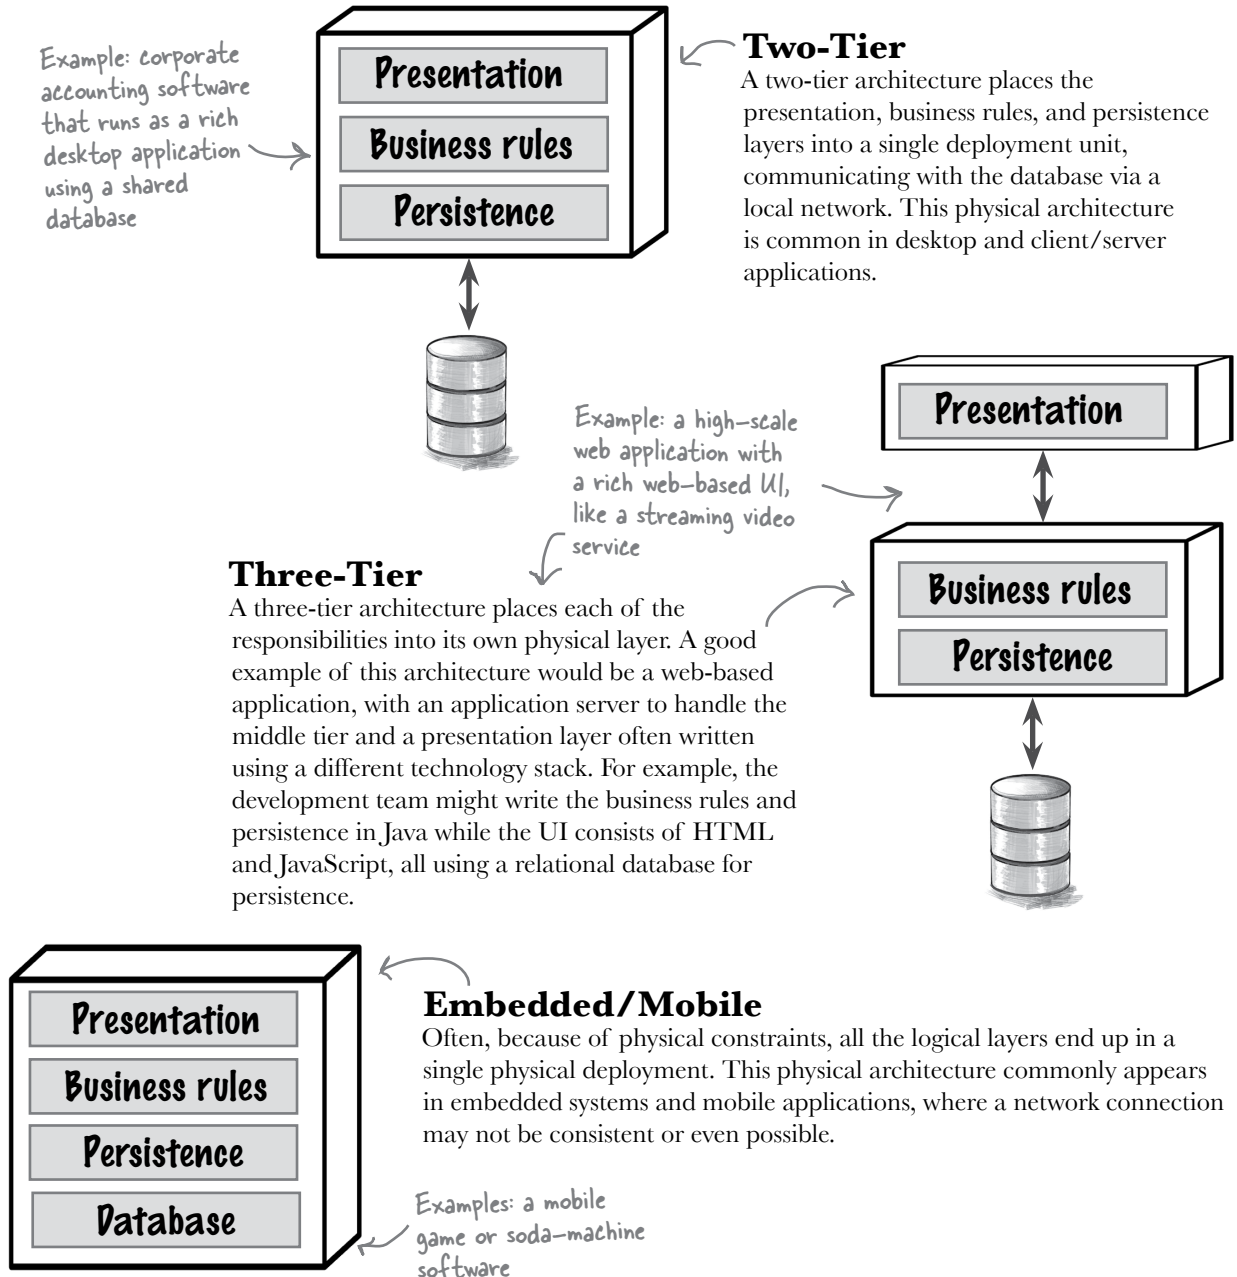 Example: corporate
accounting software
that runs as a rich
desktop application
using a shared
database
Presentation
Business rules
Persistence
Two-Tier
A two-tier architecture places the
presentation, business rules, and persistence
layers into a single deployment unit,
communicating with the database via a
local network. This physical architecture
is common in desktop and client/server
applications.
Example: a high-scale
web application with
a rich web-based UI,
like a streaming video
service
Presentation
Business rules
Persistence
Three-Tier
A three-tier architecture places each of the
responsibilities into its own physical layer. A good
example of this architecture would be a web-based
application, with an application server to handle the
middle tier and a presentation layer often written
using a different technology stack. For example, the
development team might write the business rules and
persistence in Java while the UI consists of HTML
and JavaScript, all using a relational database for
persistence.
Presentation
Business rules
Persistence
Database
Embedded/Mobile
Often, because of physical constraints, all the logical layers end up in a
single physical deployment. This physical architecture commonly appears
in embedded systems and mobile applications, where a network connection
may not be consistent or even possible.
Examples: a mobile
game or soda-machine
software